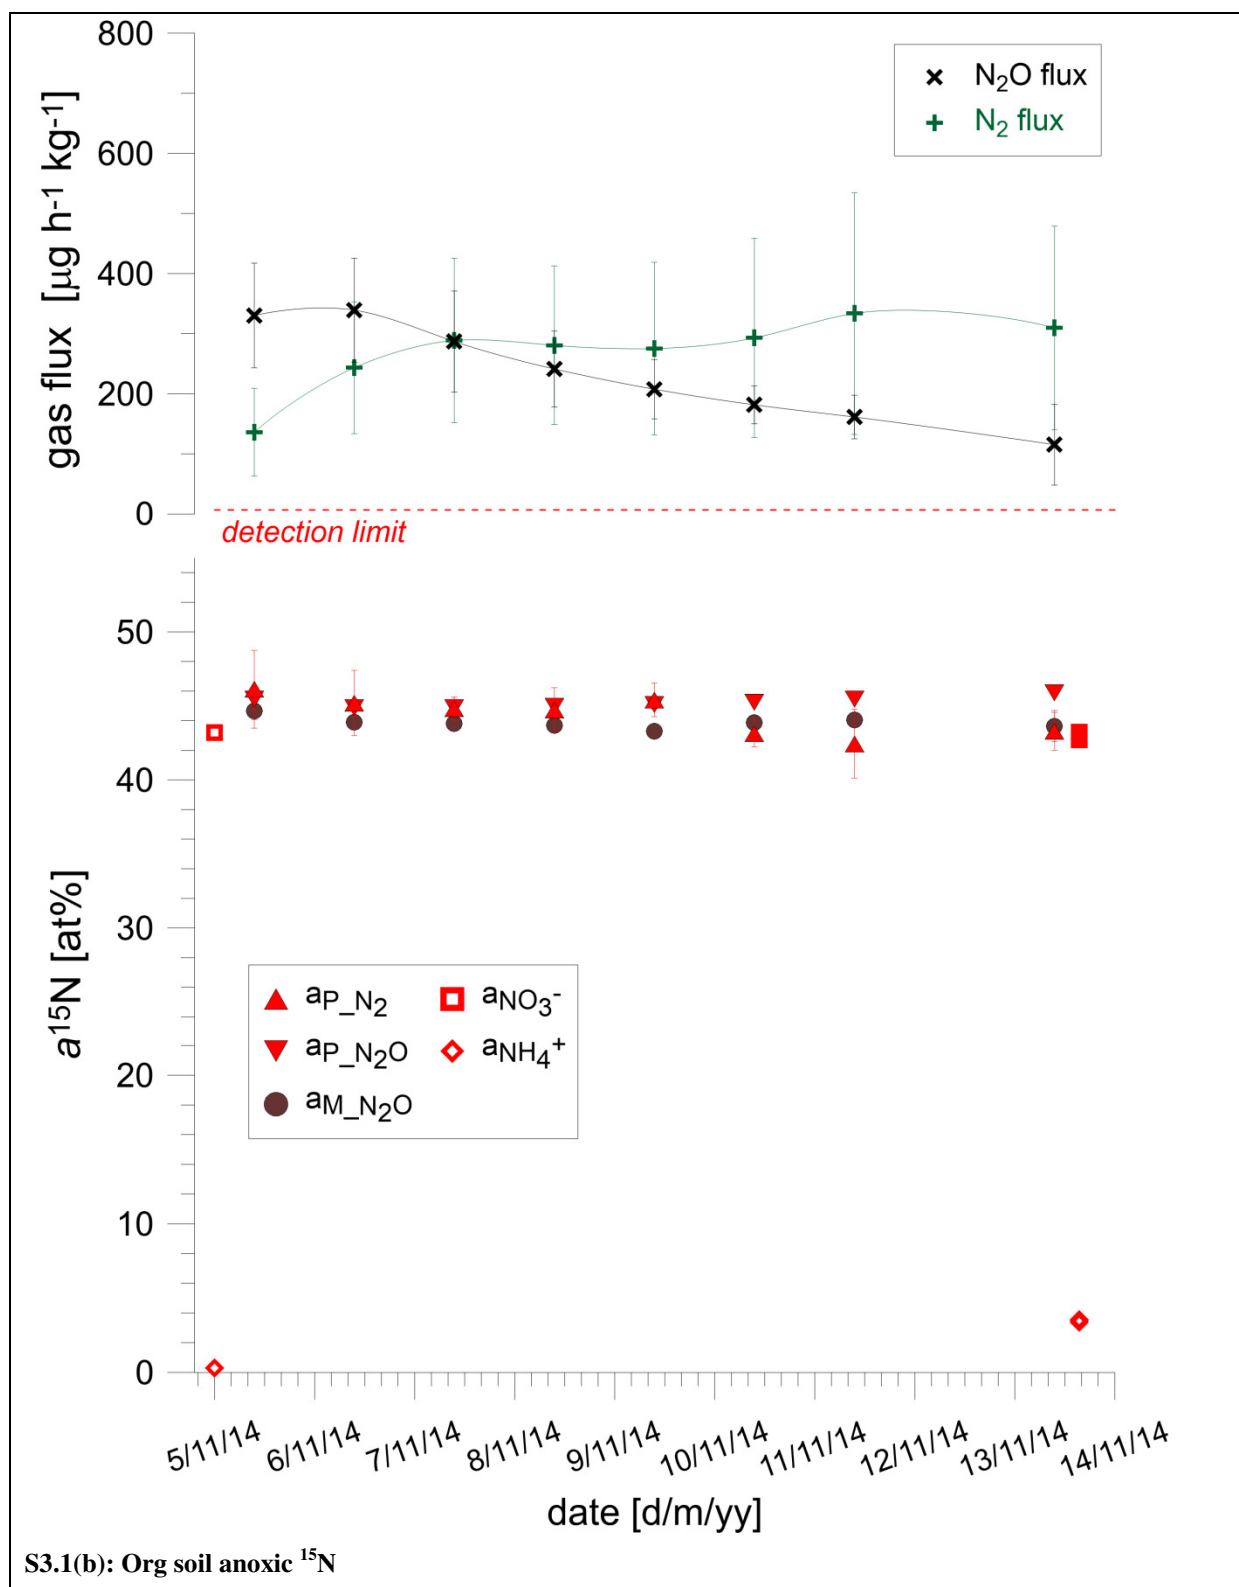 800
600
400
200
0
gas flux [μg h⁻¹ kg⁻¹]
N₂O flux
N₂ flux
detection limit
50
40
30
20
10
0
a¹⁵N [at%]
aP_N₂
aNO₃⁻
aP_N₂O
aNH₄⁺
aM_N₂O
5/11/14
6/11/14
7/11/14
8/11/14
9/11/14
10/11/14
11/11/14
12/11/14
13/11/14
14/11/14
date [d/m/yy]
S3.1(b): Org soil anoxic ¹⁵N